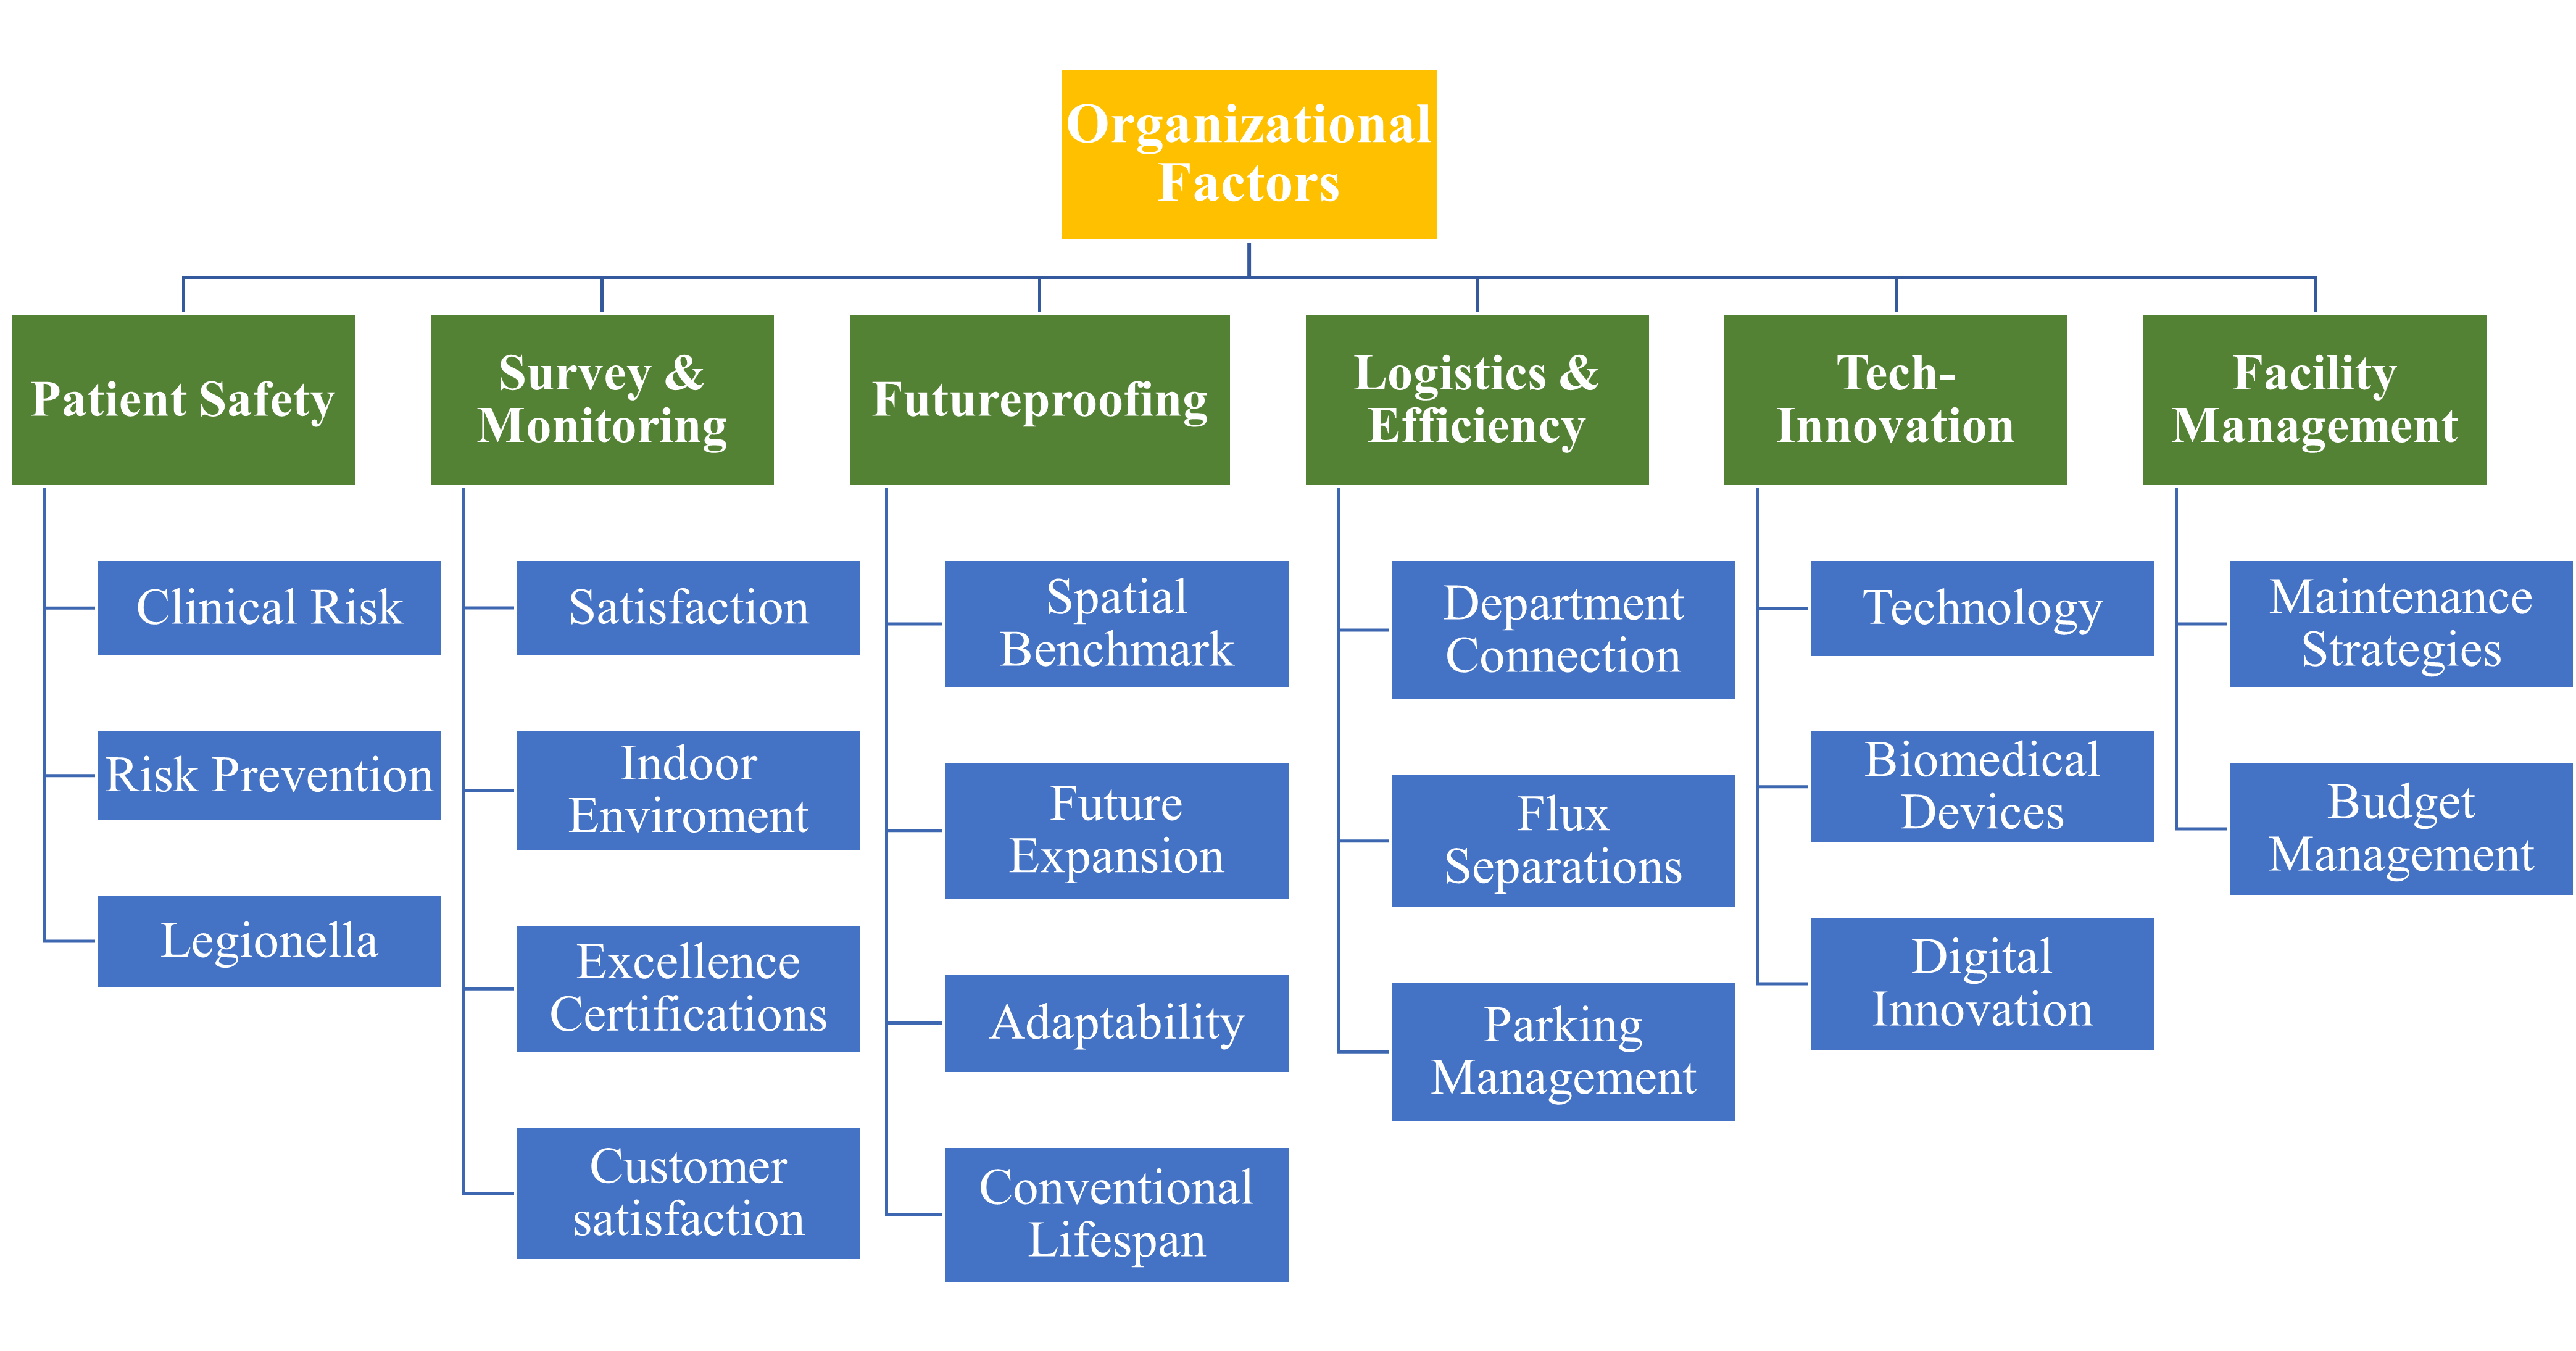 Organizational
Factors
Patient Safety
Clinical Risk
Risk Prevention
Legionella
Survey &
Monitoring
Satisfaction
Indoor
Enviroment
Excellence
Certifications
Customer
satisfaction
Futureproofing
Spatial
Benchmark
Future
Expansion
Adaptability
Conventional
Lifespan
Logistics &
Efficiency
Department
Connection
Flux
Separations
Parking
Management
Tech-
Innovation
Technology
Biomedical
Devices
Digital
Innovation
Facility
Management
Maintenance
Strategies
Budget
Management